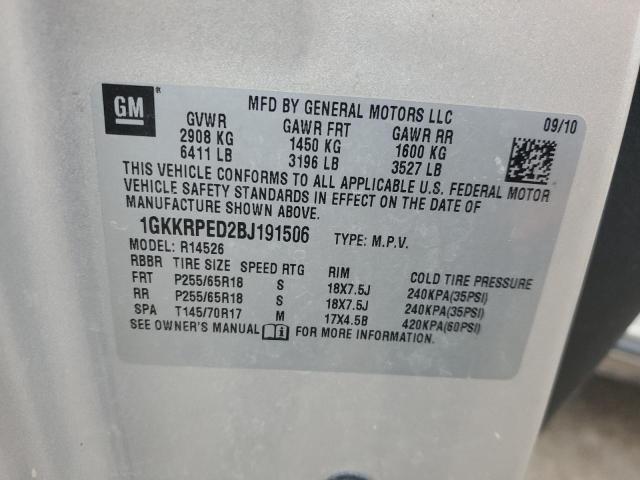 GM®
MFD BY GENERAL MOTORS LLC 09/10
GVWR GAWR FRT GAWR RR
2908 KG 1450 KG 1600 KG
6411 LB 3196 LB 3527 LB
THIS VEHICLE CONFORMS TO ALL APPLICABLE U.S. FEDERAL MOTOR
VEHICLE SAFETY STANDARDS IN EFFECT ON THE DATE OF
MANUFACTURE SHOWN ABOVE.
1GKKRPED2BJ191506 TYPE: M.P.V.
MODEL: R14526
RBBR TIRE SIZE SPEED RTG RIM COLD TIRE PRESSURE
FRT P255/65R18 S 18X7.5J 240KPA(35PSI)
RR P255/65R18 S 18X7.5J 240KPA(35PSI)
SPA T145/70R17 M 17X4.5B 420KPA(60PSI)
SEE OWNER'S MANUAL FOR MORE INFORMATION.